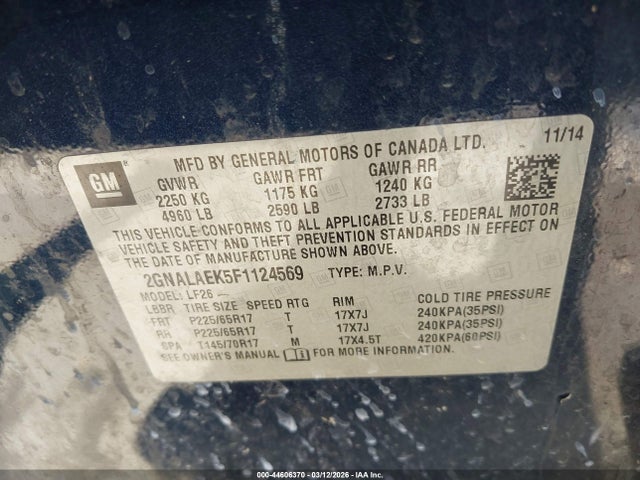 MFD BY GENERAL MOTORS OF CANADA LTD. 11/14
GM
GVWR GAWR FRT GAWR RR
2250 KG 1175 KG 1240 KG
4960 LB 2590 LB 2733 LB
THIS VEHICLE CONFORMS TO ALL APPLICABLE U.S. FEDERAL MOTOR
VEHICLE SAFETY AND THEFT PREVENTION STANDARDS IN EFFECT ON
THE DATE OF MANUFACTURE SHOWN ABOVE.
2GNALAEK5F1124569 TYPE: M.P.V.
MODEL: LF26 –
LBBR TIRE SIZE SPEED RTG RIM COLD TIRE PRESSURE
FRT P225/65R17 T 17X7J 240KPA(35PSI)
RR P225/65R17 T 17X7J 240KPA(35PSI)
SPA T145/70R17 M 17X4.5T 420KPA(60PSI)
SEE OWNER'S MANUAL FOR MORE INFORMATION.
000-44606370 - 03/12/2026 - IAA Inc.